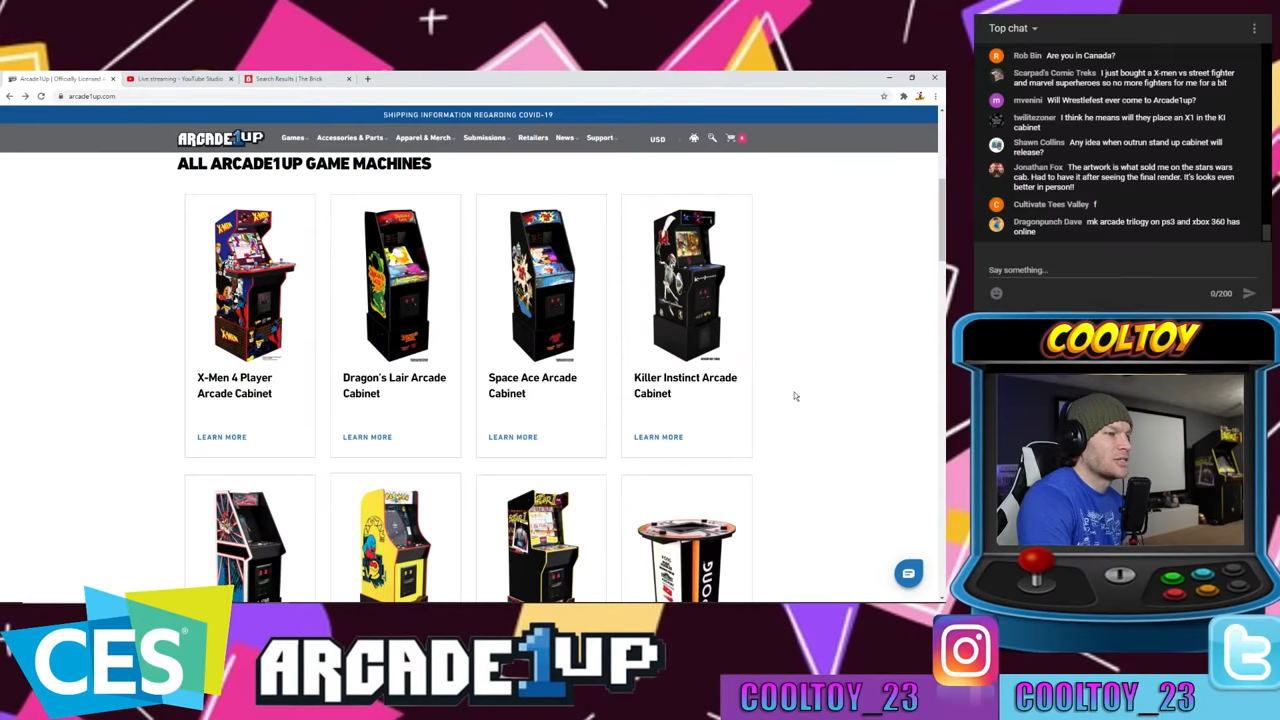 Arcade1Up | Officially Licensed
Live streaming - YouTube Studio
Search Results | The Brick
arcade1up.com
SHIPPING INFORMATION REGARDING COVID-19
ARCADE1UP
Games
Accessories & Parts
Apparel & Merch
Submissions
Retailers
News
Support
USD
0
ALL ARCADE1UP GAME MACHINES
X-MEN
X-Men 4 Player
Arcade Cabinet
LEARN MORE
Dragon's Lair Arcade
Cabinet
LEARN MORE
Space Ace Arcade
Cabinet
LEARN MORE
Killer Instinct Arcade
Cabinet
LEARN MORE
PONG
Top chat
Rob Bin Are you in Canada?
Scarpad's Comic Treks I just bought a X-men vs street fighter
and marvel superheroes so no more fighters for me for a bit
mvenini Will Wrestlefest ever come to Arcade1up?
twilitezoner I think he means will they place an X1 in the KI
cabinet
Shawn Collins Any idea when outrun stand up cabinet will
release?
Jonathan Fox The artwork is what sold me on the stars wars
cab. Had to have it after seeing the final render. It's looks even
better in person!!
Cultivate Tees Valley f
Dragonpunch Dave mk arcade trilogy on ps3 and xbox 360 has
online
Say something...
0/200
COOLTOY
CES®
ARCADE1UP
COOLTOY_23
COOLTOY_23